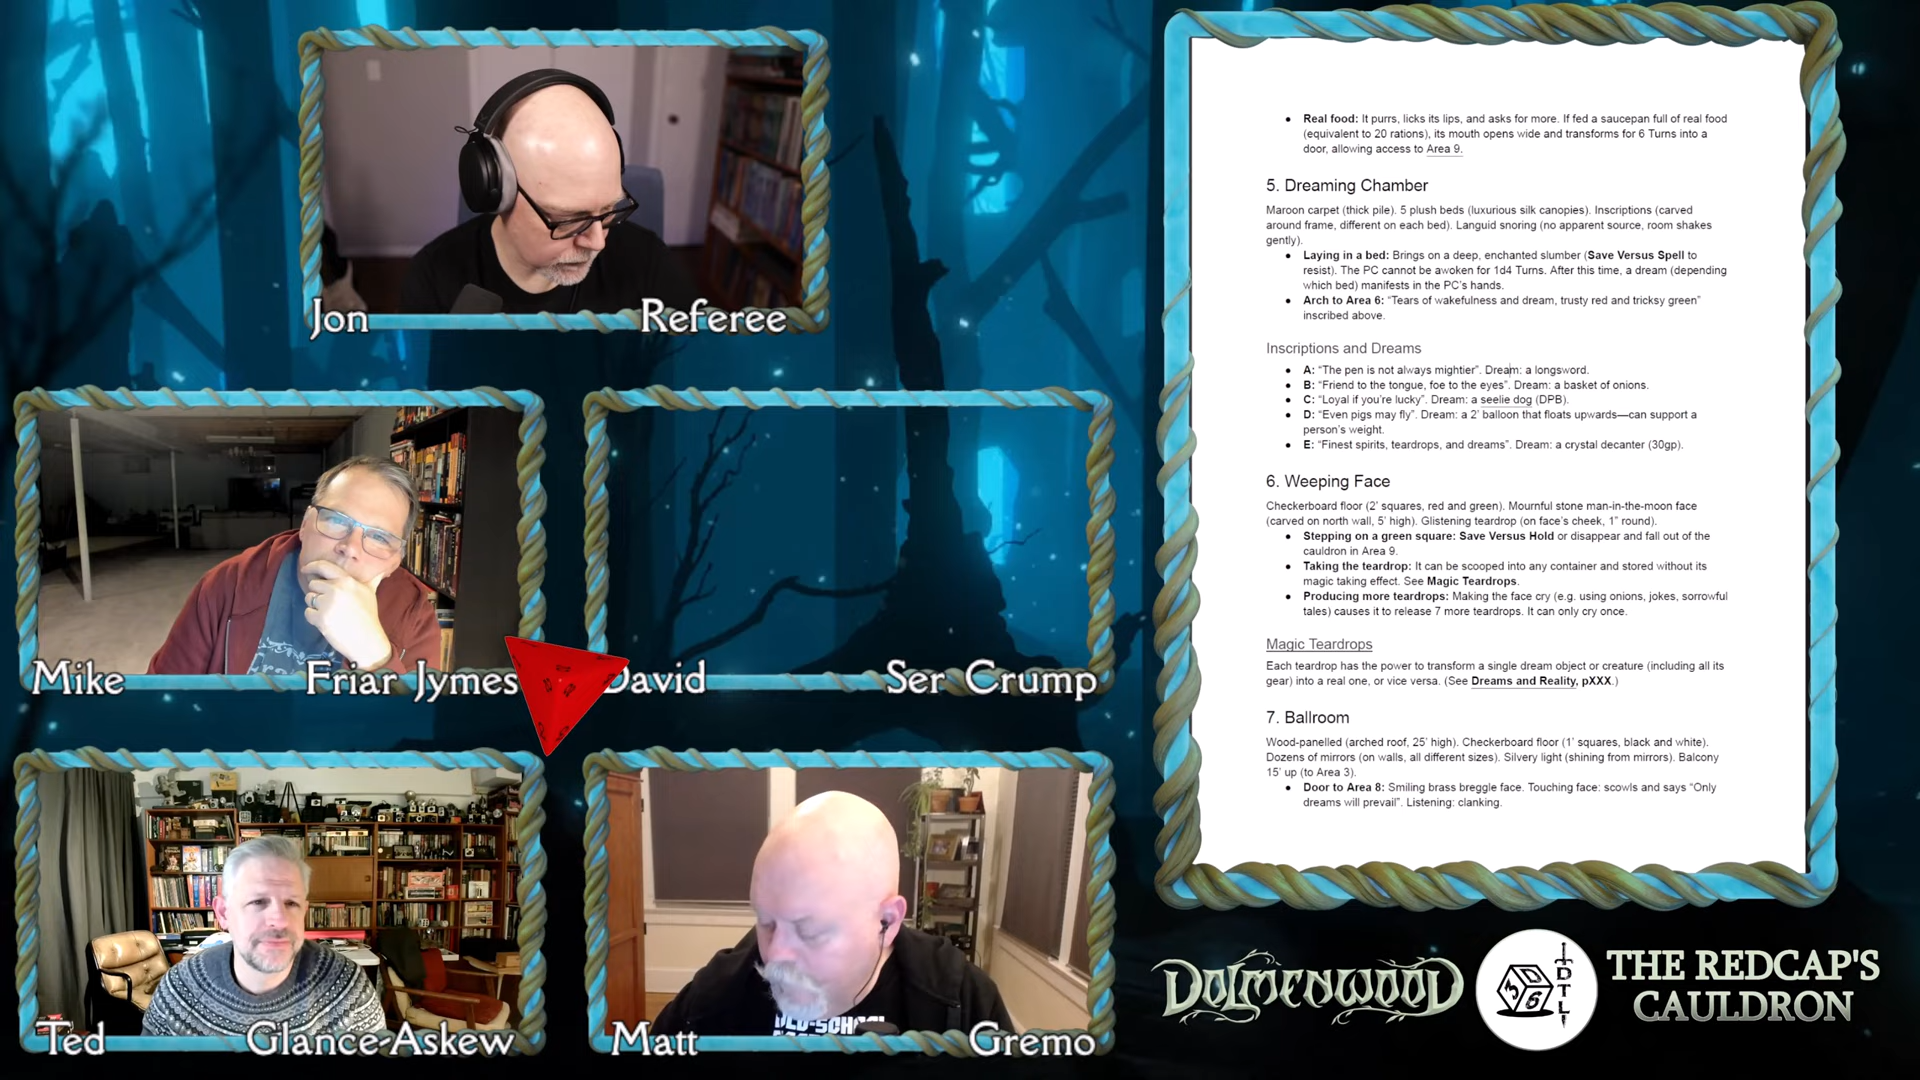 Jon Referee
Mike Friar Jymes
David Ser Crump
Ted Glance-Askew
Matt Gremo
OLD-SCHOOL
• Real food: It purrs, licks its lips, and asks for more. If fed a saucepan full of real food
(equivalent to 20 rations), its mouth opens wide and transforms for 6 Turns into a
door, allowing access to Area 9.
5. Dreaming Chamber
Maroon carpet (thick pile). 5 plush beds (luxurious silk canopies). Inscriptions (carved
around frame, different on each bed). Languid snoring (no apparent source, room shakes
gently).
• Laying in a bed: Brings on a deep, enchanted slumber (Save Versus Spell to
resist). The PC cannot be awoken for 1d4 Turns. After this time, a dream (depending
which bed) manifests in the PC's hands.
• Arch to Area 6: “Tears of wakefulness and dream, trusty red and tricksy green”
inscribed above.
Inscriptions and Dreams
• A: “The pen is not always mightier”. Dream: a longsword.
• B: “Friend to the tongue, foe to the eyes”. Dream: a basket of onions.
• C: “Loyal if you're lucky”. Dream: a seelie dog (DPB).
• D: “Even pigs may fly”. Dream: a 2' balloon that floats upwards—can support a
person's weight.
• E: “Finest spirits, teardrops, and dreams”. Dream: a crystal decanter (30gp).
6. Weeping Face
Checkerboard floor (2' squares, red and green). Mournful stone man-in-the-moon face
(carved on north wall, 5' high). Glistening teardrop (on face's cheek, 1" round).
• Stepping on a green square: Save Versus Hold or disappear and fall out of the
cauldron in Area 9.
• Taking the teardrop: It can be scooped into any container and stored without its
magic taking effect. See Magic Teardrops.
• Producing more teardrops: Making the face cry (e.g. using onions, jokes, sorrowful
tales) causes it to release 7 more teardrops. It can only cry once.
Magic Teardrops
Each teardrop has the power to transform a single dream object or creature (including all its
gear) into a real one, or vice versa. (See Dreams and Reality, pXXX.)
7. Ballroom
Wood-panelled (arched roof, 25' high). Checkerboard floor (1' squares, black and white).
Dozens of mirrors (on walls, all different sizes). Silvery light (shining from mirrors). Balcony
15' up (to Area 3).
• Door to Area 8: Smiling brass breggle face. Touching face: scowls and says “Only
dreams will prevail”. Listening: clanking.
DOLMENWOOD
3D6 DTL
THE REDCAP'S
CAULDRON